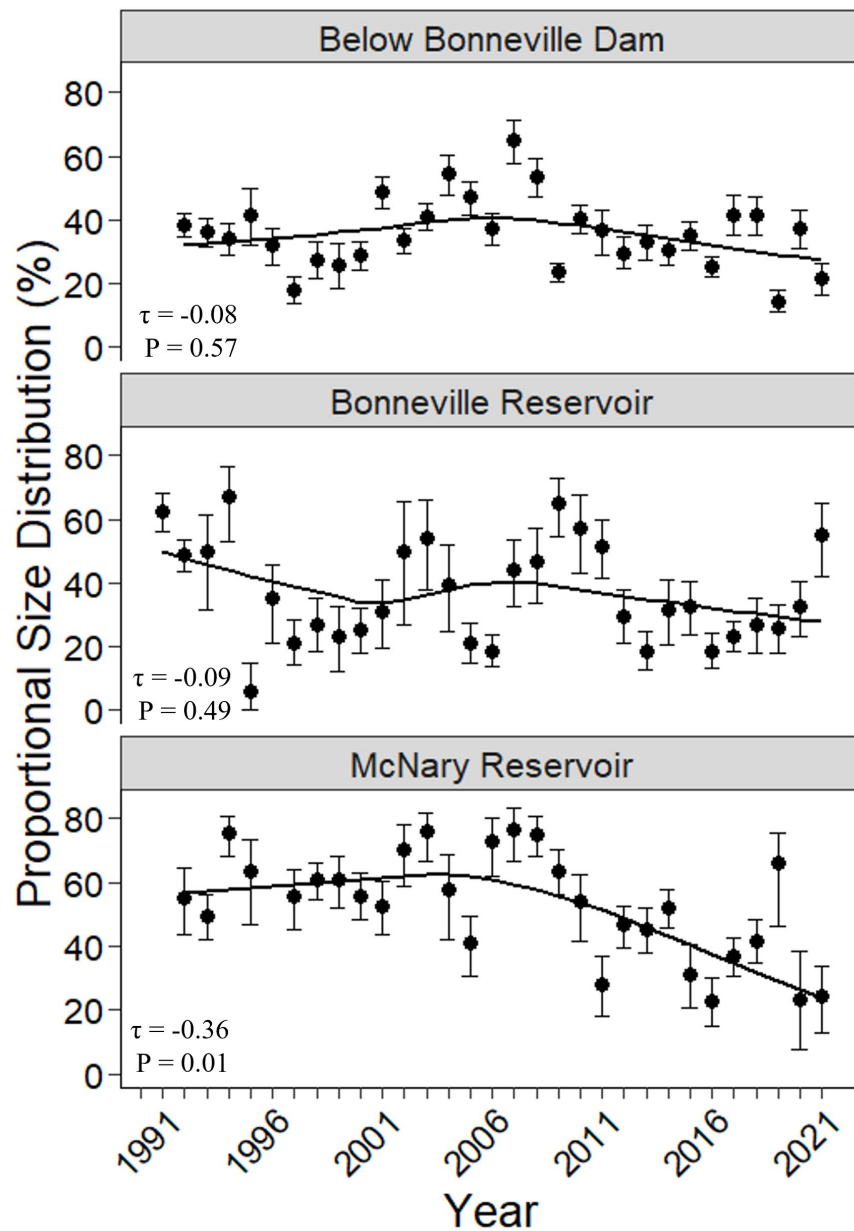 Below Bonneville Dam
80
60
40
20
0
τ = -0.08
P = 0.57
Bonneville Reservoir
80
60
40
20
0
τ = -0.09
P = 0.49
McNary Reservoir
80
60
40
20
0
τ = -0.36
P = 0.01
Proportional Size Distribution (%)
1991
1996
2001
2006
2011
2016
2021
Year